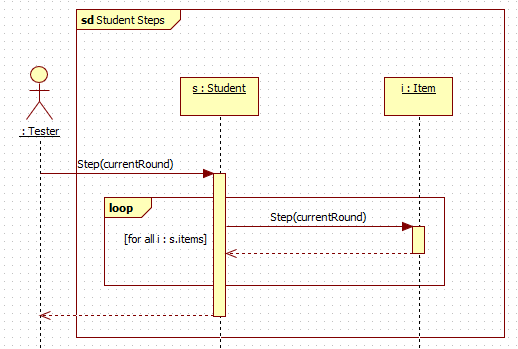 sd Student Steps
s : Student
i : Item
: Tester
Step(currentRound)
loop
Step(currentRound)
[for all i : s.items]